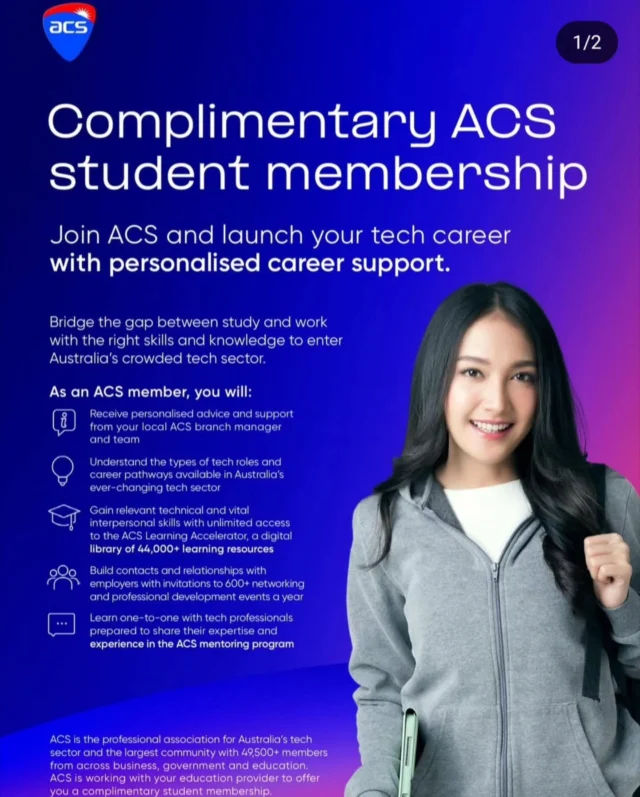 acs
1/2
Complimentary ACS
student membership
Join ACS and launch your tech career
with personalised career support.
Bridge the gap between study and work
with the right skills and knowledge to enter
Australia's crowded tech sector.
As an ACS member, you will:
Receive personalised advice and support
from your local ACS branch manager
and team
Understand the types of tech roles and
career pathways available in Australia's
ever-changing tech sector
Gain relevant technical and vital
interpersonal skills with unlimited access
to the ACS Learning Accelerator, a digital
library of 44,000+ learning resources
Build contacts and relationships with
employers with invitations to 600+ networking
and professional development events a year
Learn one-to-one with tech professionals
prepared to share their expertise and
experience in the ACS mentoring program
ACS is the professional association for Australia's tech
sector and the largest community with 49,500+ members
from across business, government and education.
ACS is working with your education provider to offer
you a complimentary student membership.